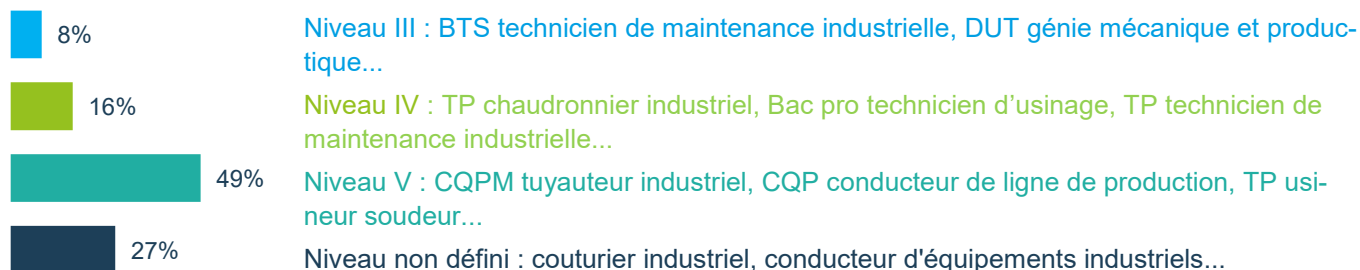 8%
Niveau III : BTS technicien de maintenance industrielle, DUT génie mécanique et produc-
tique...
16%
Niveau IV : TP chaudronnier industriel, Bac pro technicien d’usinage, TP technicien de
maintenance industrielle...
49%
Niveau V : CQPM tuyauteur industriel, CQP conducteur de ligne de production, TP usi-
neur soudeur...
27%
Niveau non défini : couturier industriel, conducteur d'équipements industriels...